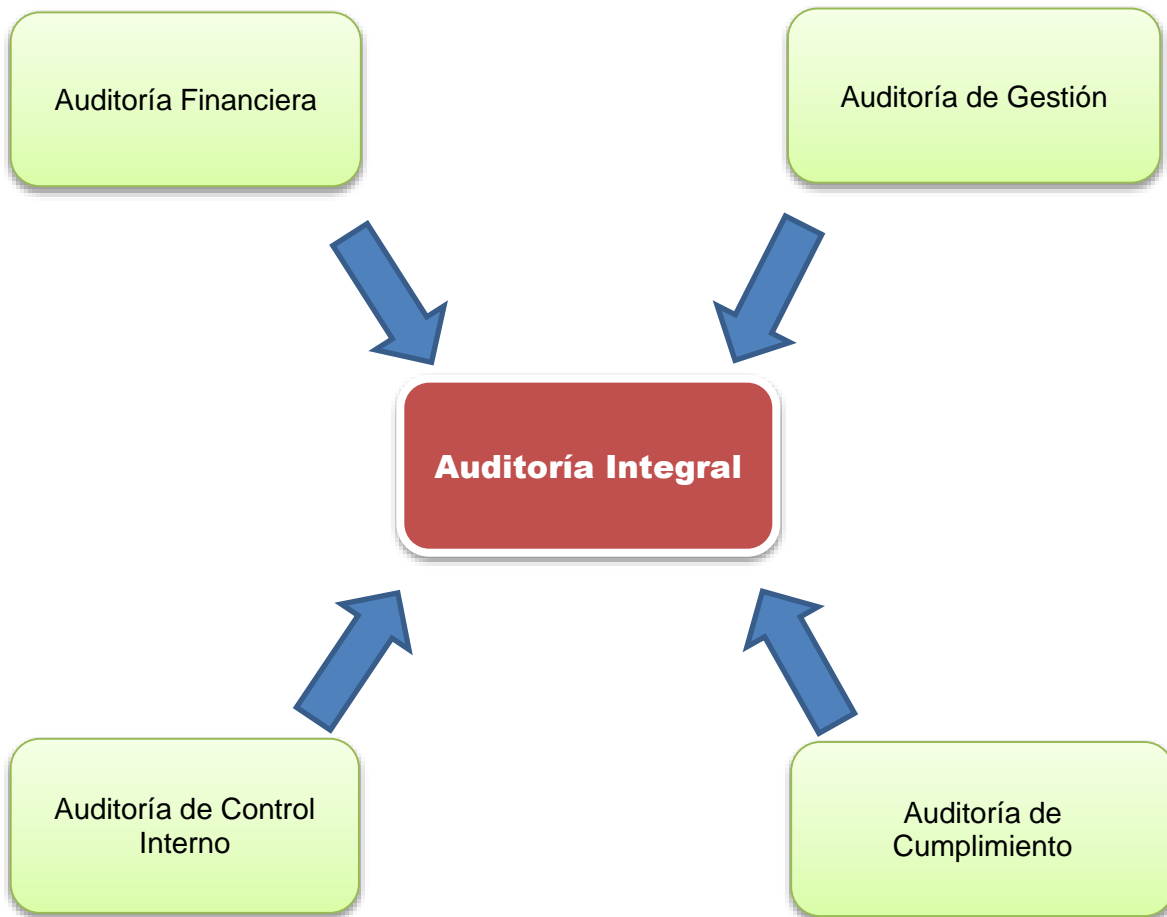 Auditoría Financiera
Auditoría de Gestión
Auditoría Integral
Auditoría de Control
Interno
Auditoría de
Cumplimiento